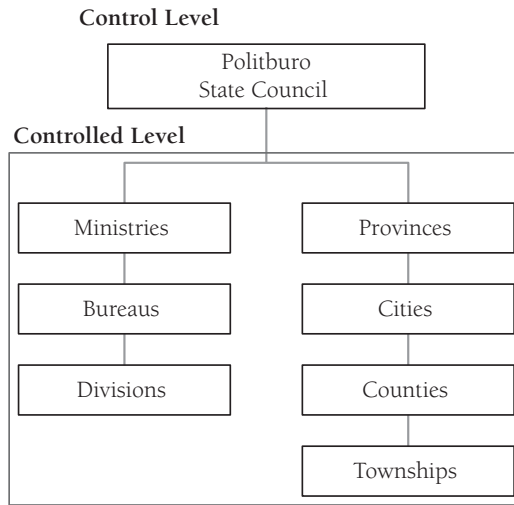 Control Level
Politburo
State Council
Controlled Level
Ministries
Provinces
Bureaus
Cities
Divisions
Counties
Townships